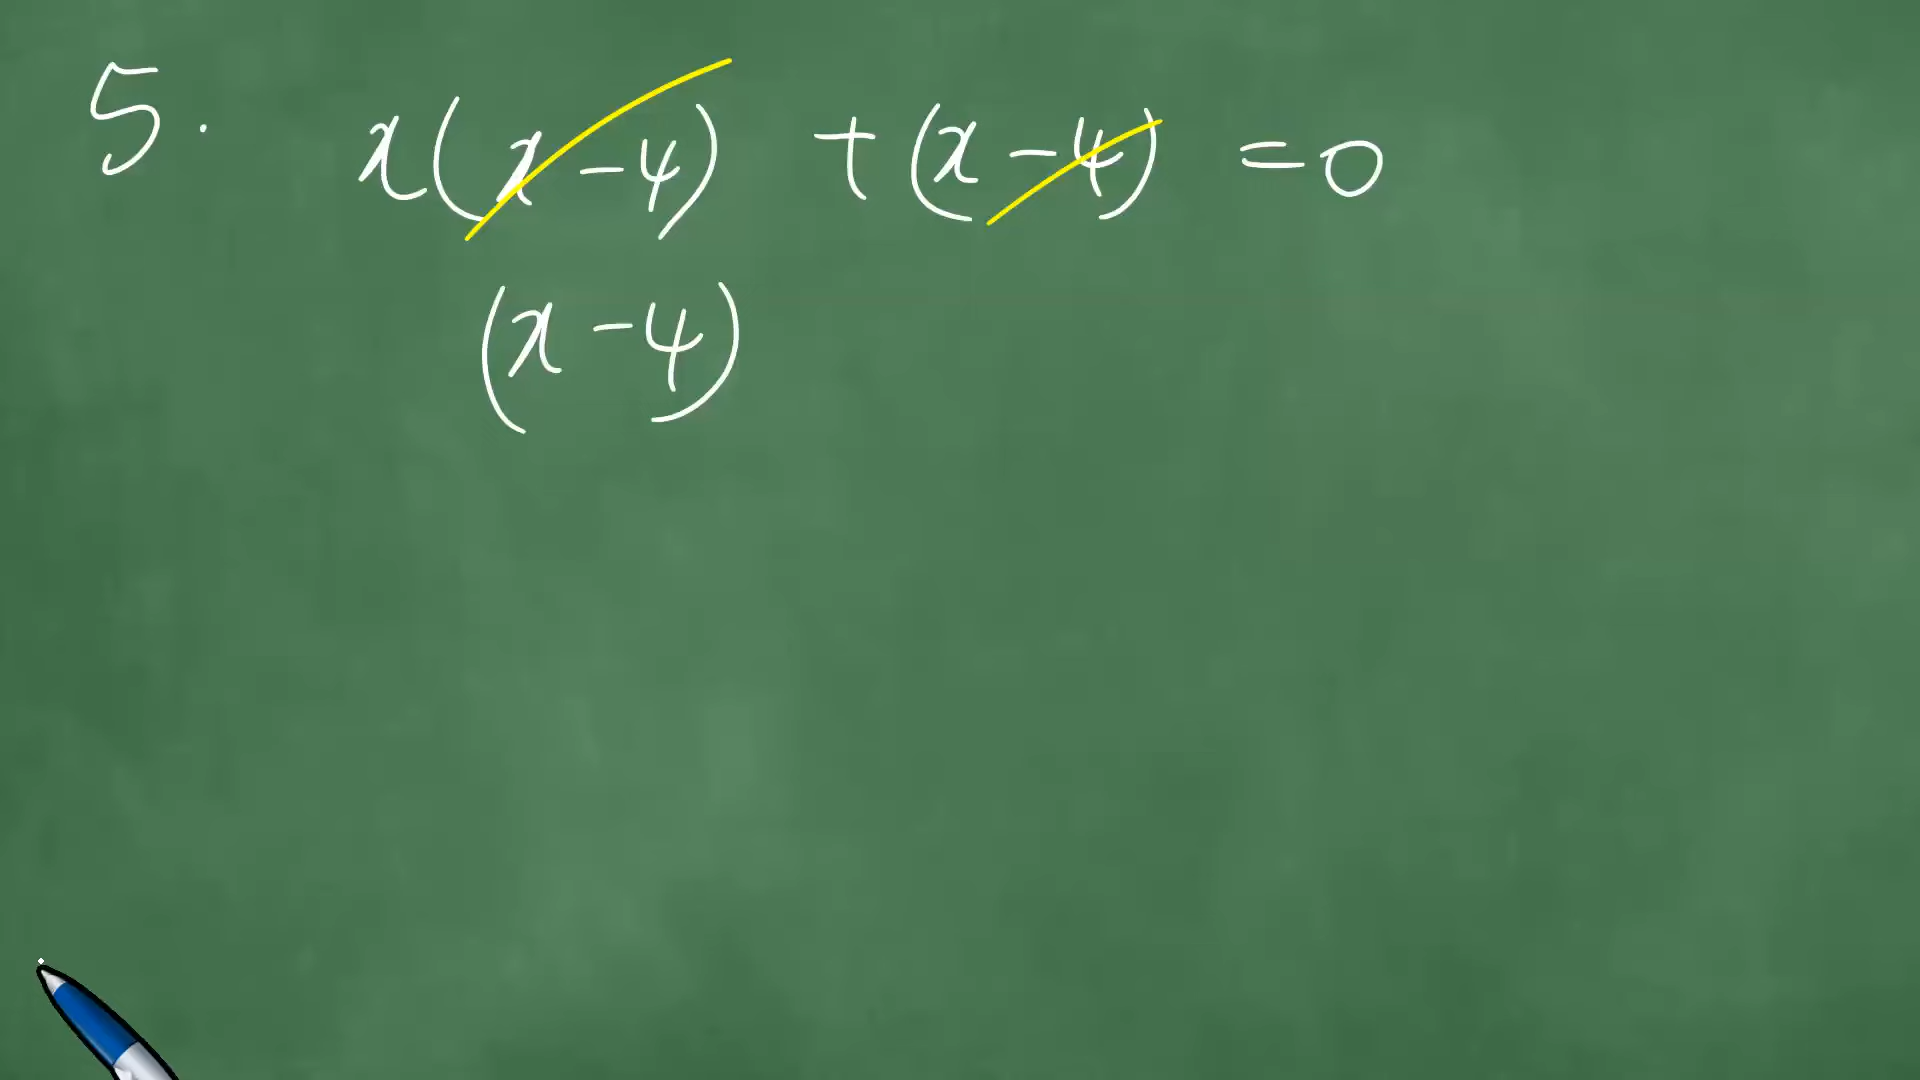 5. x(x-4) + (x-4) = 0
(x-4)